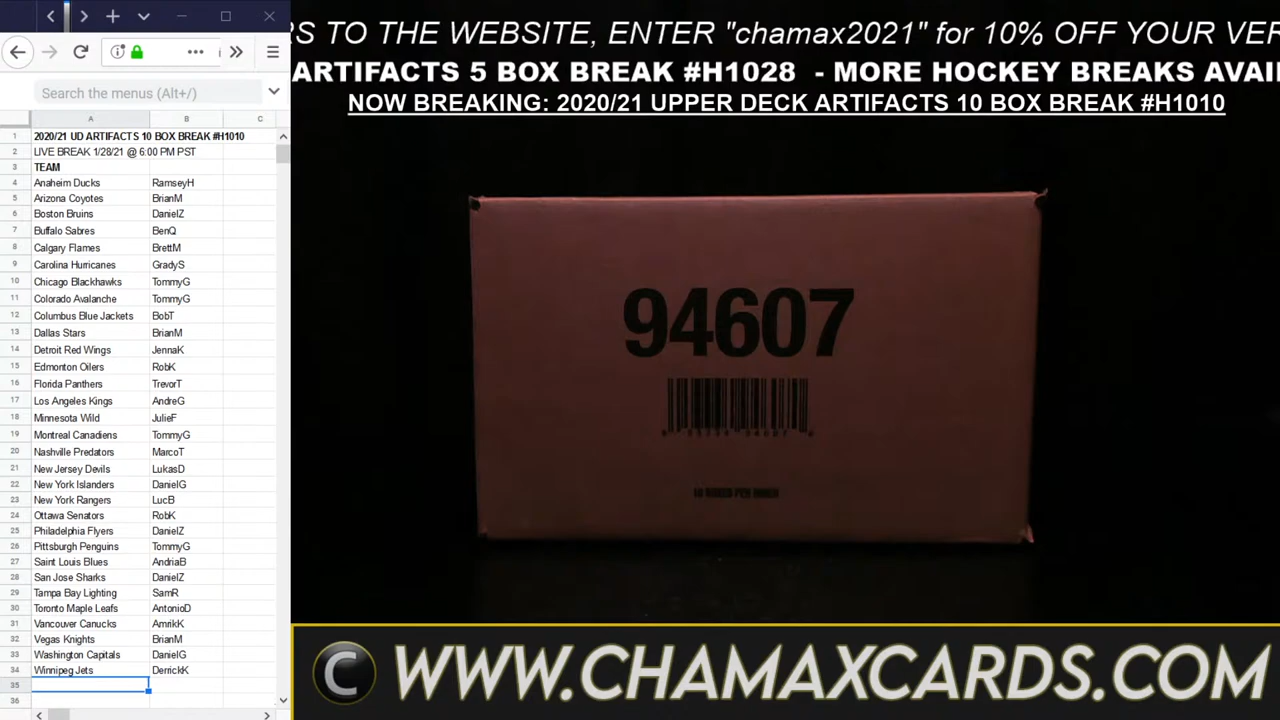 Search the menus (Alt+/)
A B C
1 2020/21 UD ARTIFACTS 10 BOX BREAK #H1010
2 LIVE BREAK 1/28/21 @ 6:00 PM PST
3 TEAM
4 Anaheim Ducks RamseyH
5 Arizona Coyotes BrianM
6 Boston Bruins DanielZ
7 Buffalo Sabres BenQ
8 Calgary Flames BrettM
9 Carolina Hurricanes GradyS
10 Chicago Blackhawks TommyG
11 Colorado Avalanche TommyG
12 Columbus Blue Jackets BobT
13 Dallas Stars BrianM
14 Detroit Red Wings JennaK
15 Edmonton Oilers RobK
16 Florida Panthers TrevorT
17 Los Angeles Kings AndreG
18 Minnesota Wild JulieF
19 Montreal Canadiens TommyG
20 Nashville Predators MarcoT
21 New Jersey Devils LukasD
22 New York Islanders DanielG
23 New York Rangers LucB
24 Ottawa Senators RobK
25 Philadelphia Flyers DanielZ
26 Pittsburgh Penguins TommyG
27 Saint Louis Blues AndriaB
28 San Jose Sharks DanielZ
29 Tampa Bay Lighting SamR
30 Toronto Maple Leafs AntonioD
31 Vancouver Canucks AmrikK
32 Vegas Knights BrianM
33 Washington Capitals DanielG
34 Winnipeg Jets DerrickK
35
36
RS TO THE WEBSITE, ENTER "chamax2021" for 10% OFF YOUR VER
ARTIFACTS 5 BOX BREAK #H1028 - MORE HOCKEY BREAKS AVAI
NOW BREAKING: 2020/21 UPPER DECK ARTIFACTS 10 BOX BREAK #H1010
94607
C WWW.CHAMAXCARDS.COM